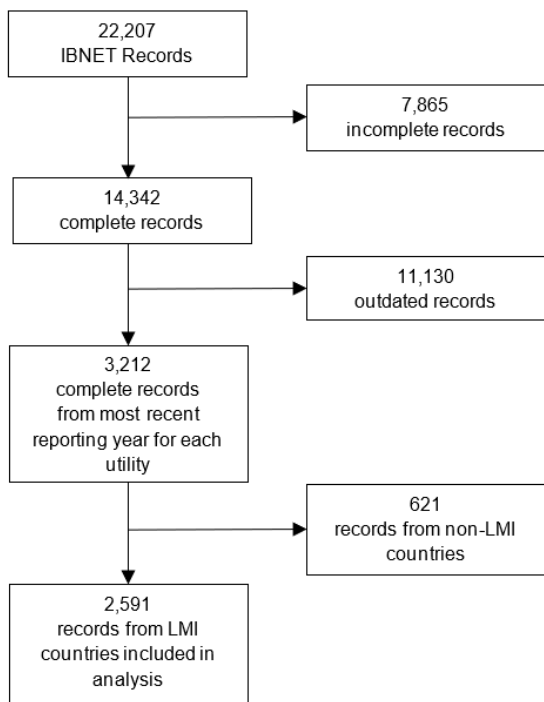 22,207
IBNET Records
7,865
incomplete records
14,342
complete records
11,130
outdated records
3,212
complete records
from most recent
reporting year for each
utility
621
records from non-LMI
countries
2,591
records from LMI
countries included in
analysis